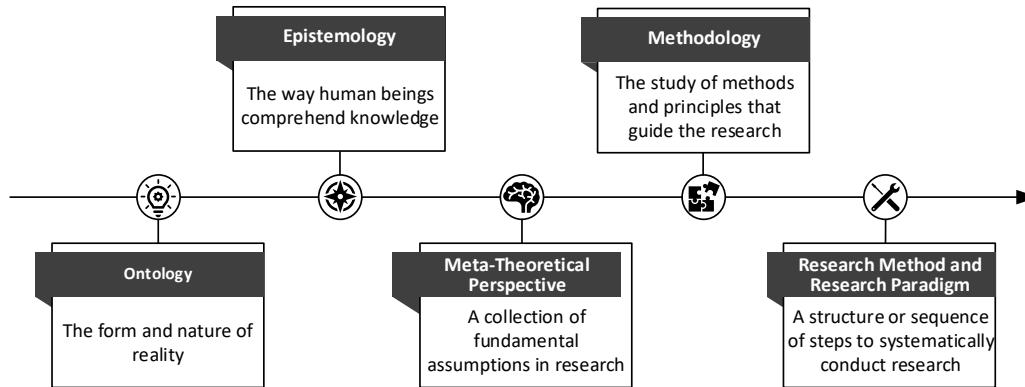 Epistemology
The way human beings
comprehend knowledge
Methodology
The study of methods
and principles that
guide the research
Ontology
The form and nature of
reality
Meta-Theoretical
Perspective
A collection of
fundamental
assumptions in research
Research Method and
Research Paradigm
A structure or sequence
of steps to systematically
conduct research